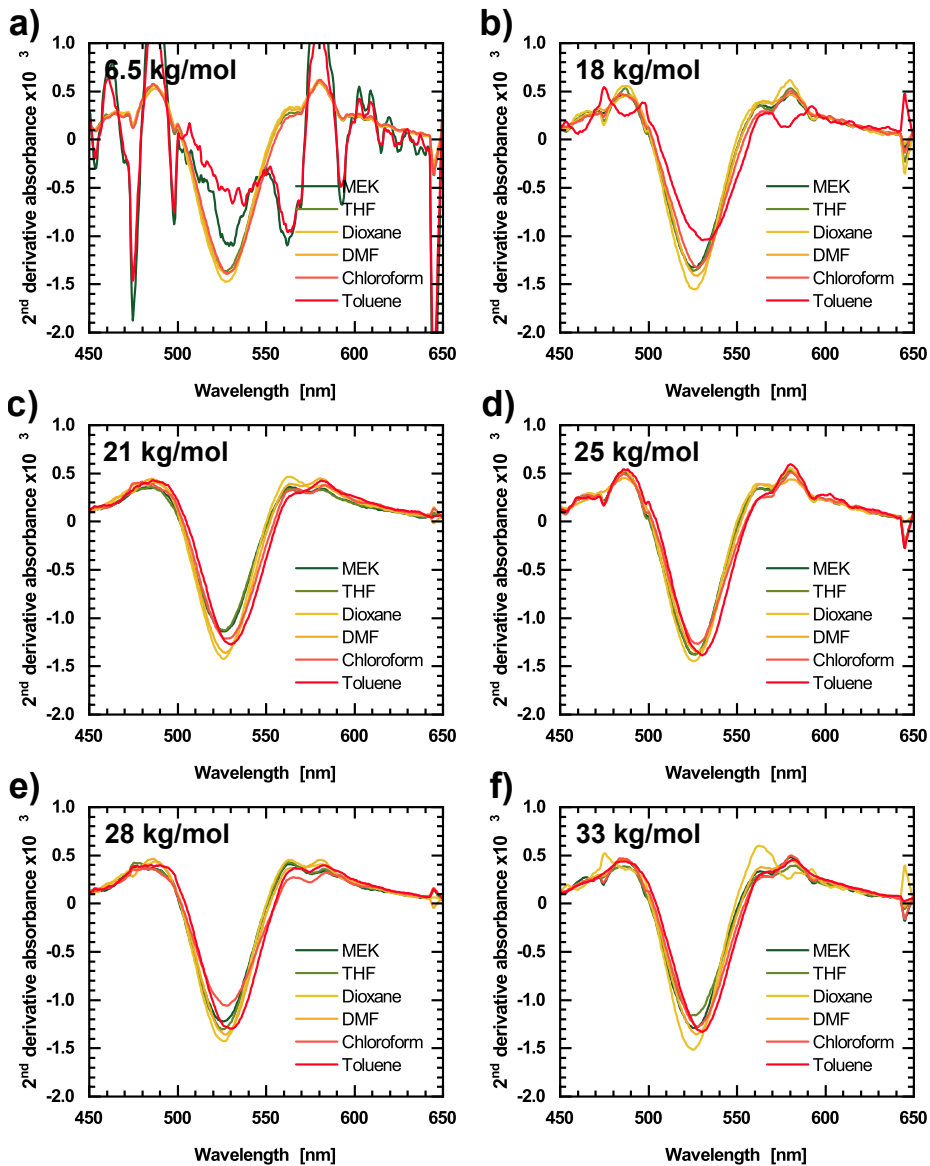 a)
6.5 kg/mol
2nd derivative absorbance x10 3
1.0
0.5
0
-0.5
-1.0
-1.5
-2.0
MEK
THF
Dioxane
DMF
Chloroform
Toluene
450 500 550 600 650
Wavelength [nm]
b)
18 kg/mol
2nd derivative absorbance x10 3
1.0
0.5
0
-0.5
-1.0
-1.5
-2.0
MEK
THF
Dioxane
DMF
Chloroform
Toluene
450 500 550 600 650
Wavelength [nm]
c)
21 kg/mol
2nd derivative absorbance x10 3
1.0
0.5
0
-0.5
-1.0
-1.5
-2.0
MEK
THF
Dioxane
DMF
Chloroform
Toluene
450 500 550 600 650
Wavelength [nm]
d)
25 kg/mol
2nd derivative absorbance x10 3
1.0
0.5
0
-0.5
-1.0
-1.5
-2.0
MEK
THF
Dioxane
DMF
Chloroform
Toluene
450 500 550 600 650
Wavelength [nm]
e)
28 kg/mol
2nd derivative absorbance x10 3
1.0
0.5
0
-0.5
-1.0
-1.5
-2.0
MEK
THF
Dioxane
DMF
Chloroform
Toluene
450 500 550 600 650
Wavelength [nm]
f)
33 kg/mol
2nd derivative absorbance x10 3
1.0
0.5
0
-0.5
-1.0
-1.5
-2.0
MEK
THF
Dioxane
DMF
Chloroform
Toluene
450 500 550 600 650
Wavelength [nm]